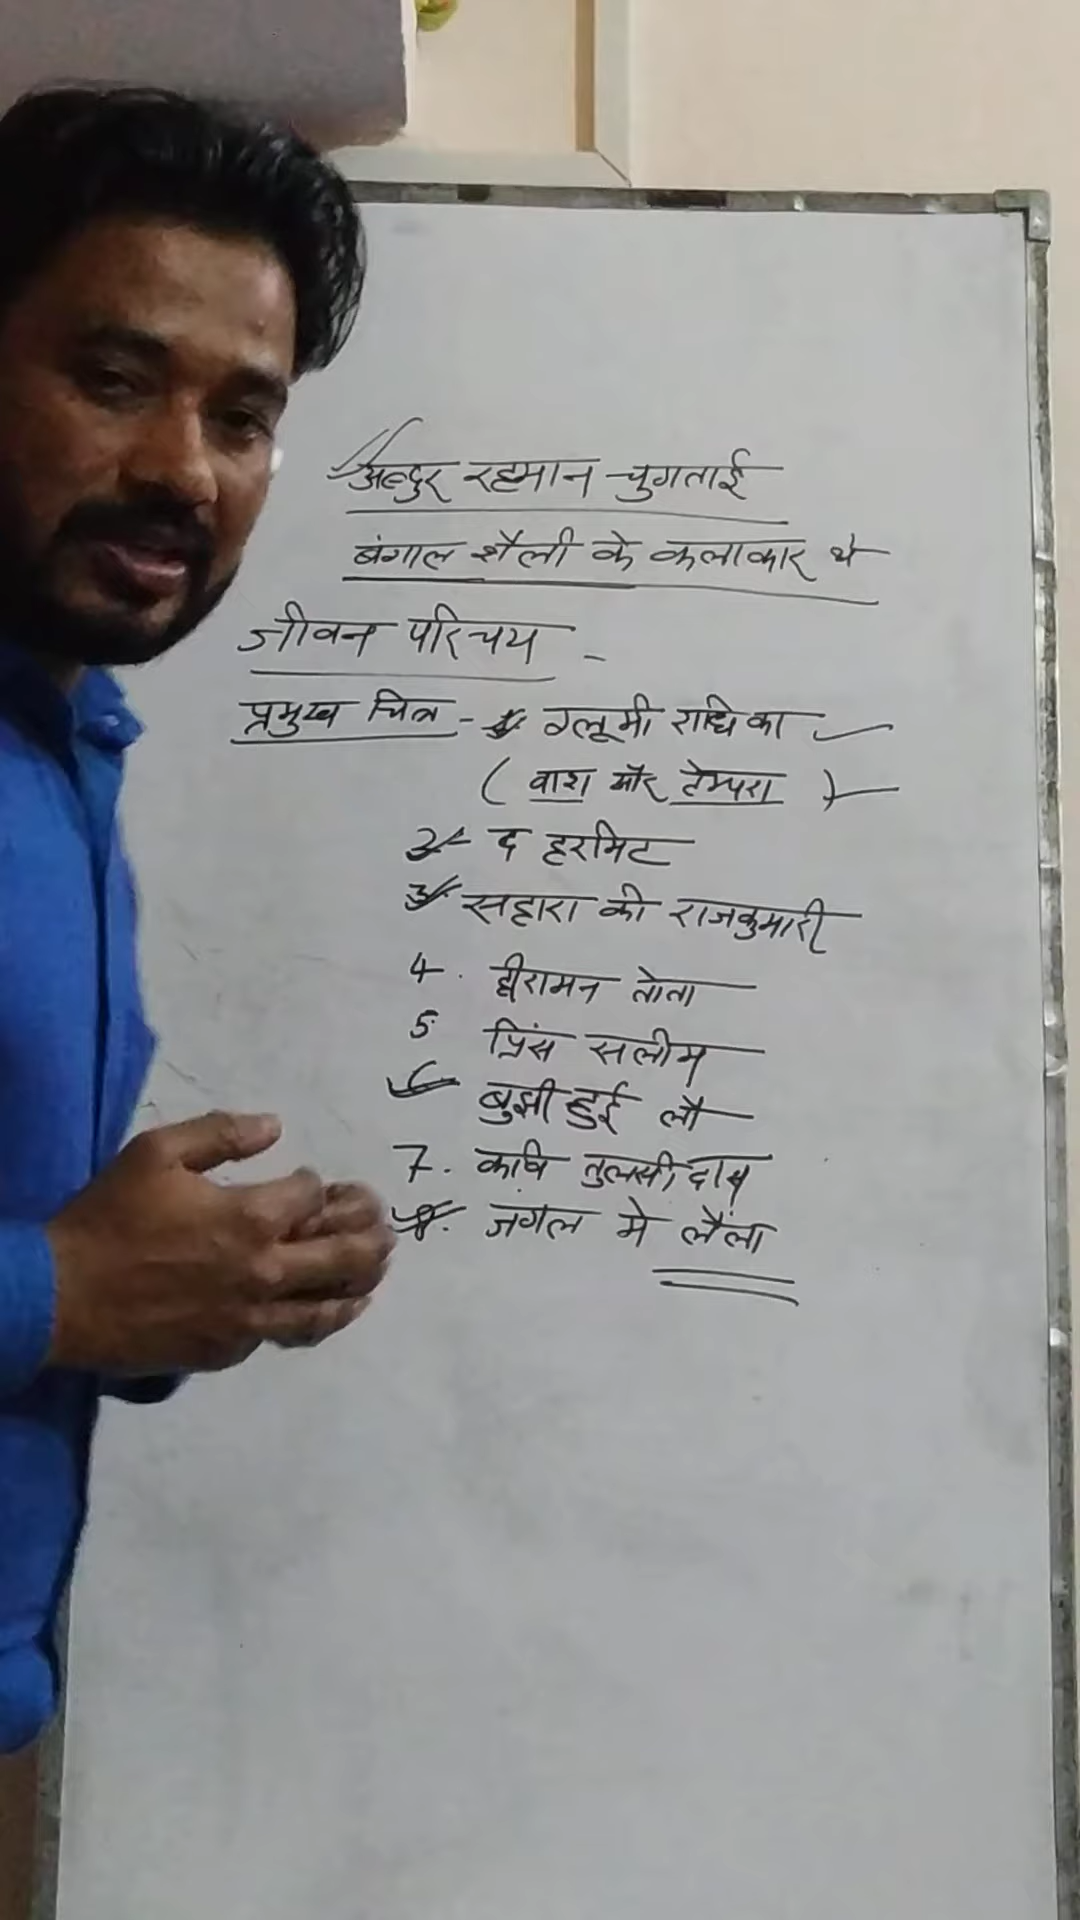 अब्दुर रहमान चुगताई
बंगाल शैली के कलाकार थे
जीवन परिचय -
प्रमुख चित्र - 1 ग्लूमी राधिका
( वाश और टेम्परा )
2 द हरमिट
3 सहारा की राजकुमारी
4. हीरामन तोता
5 प्रिंस सलीम
6 बुझी हुई लौ
7. कवि तुलसीदास
8. जगंल मे लैला